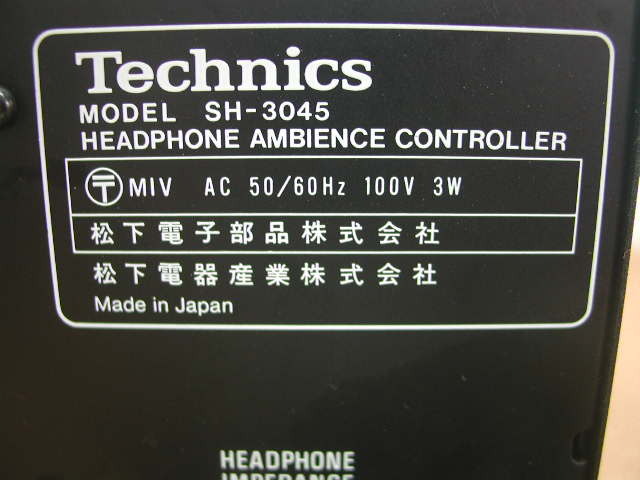 Technics
MODEL SH-3045
HEADPHONE AMBIENCE CONTROLLER
〒 MIV AC 50/60Hz 100V 3W
松下電子部品株式会社
松下電器産業株式会社
Made in Japan
HEADPHONE
IMPEDANCE